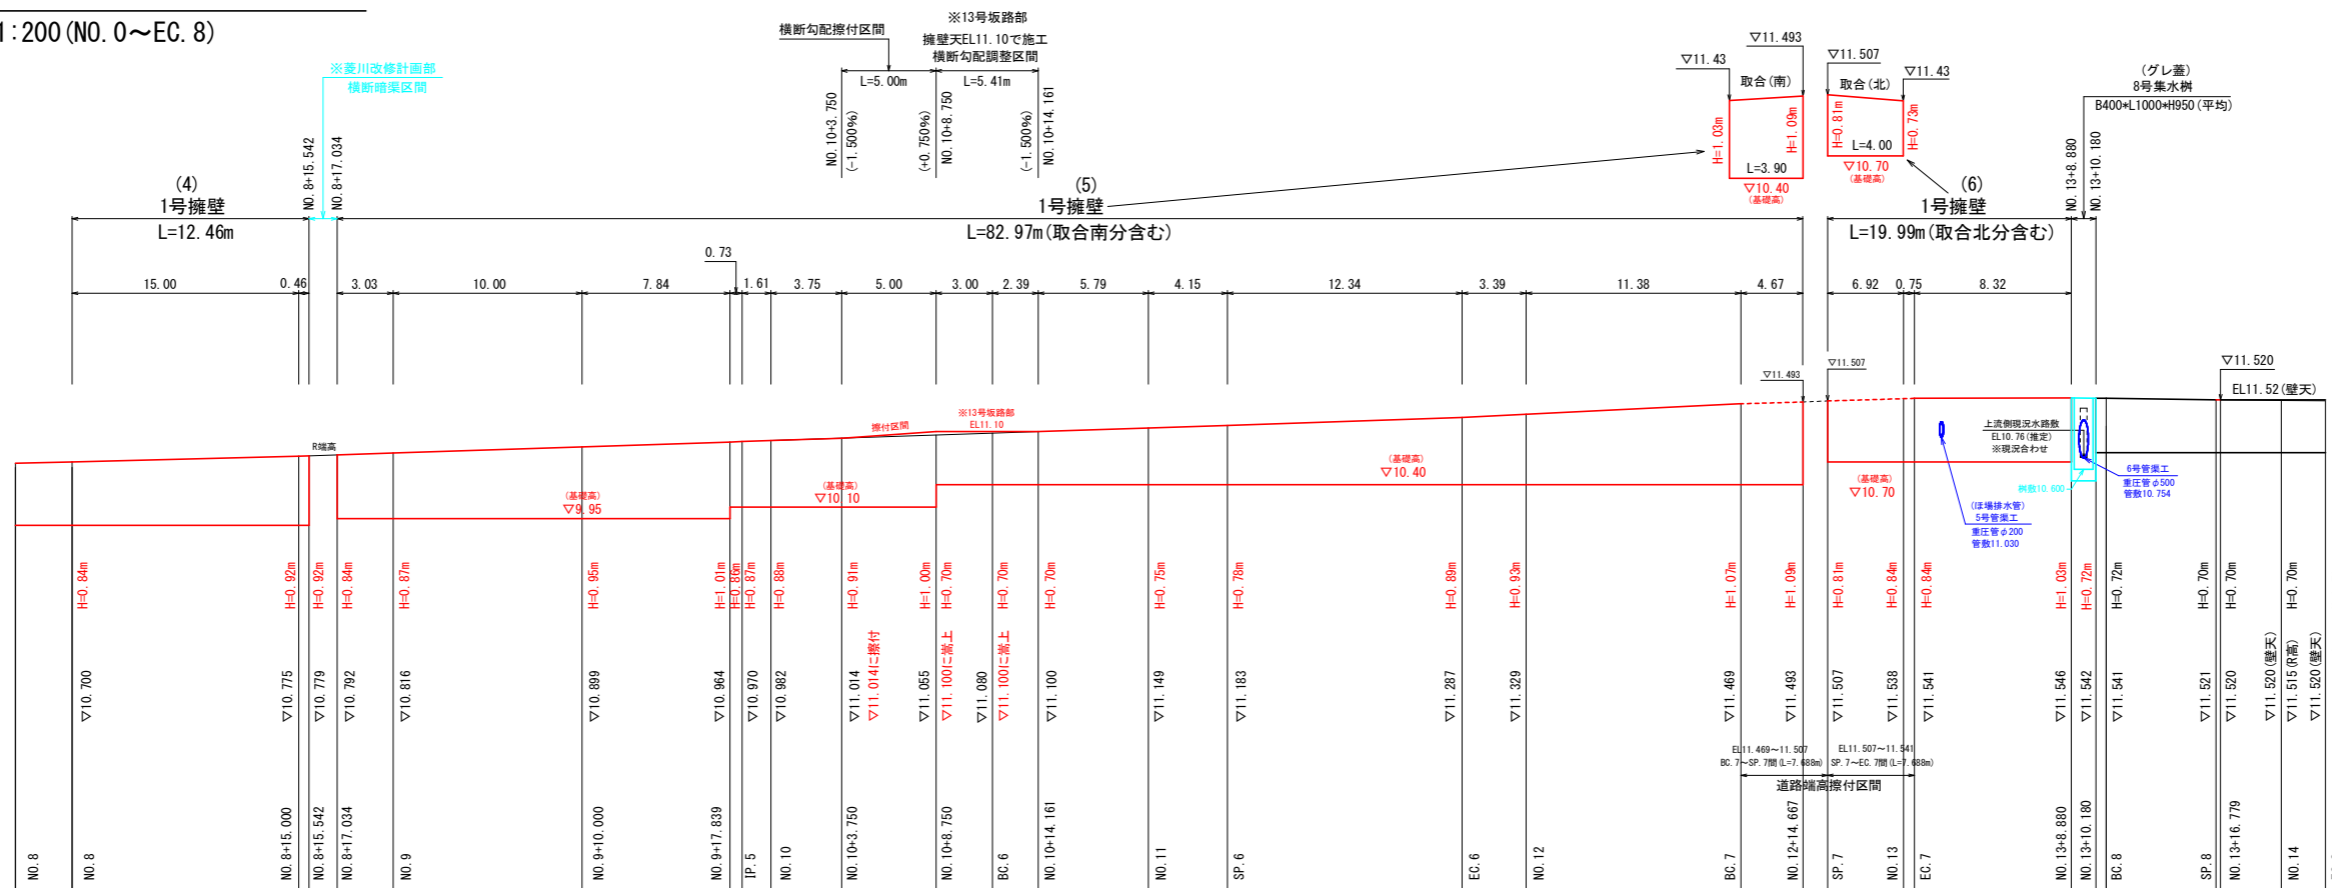 1:200(NO.0～EC.8)
※菱川改修計画部
横断暗渠区間
横断勾配擦付区間
※13号坂路部
擁壁天EL11.10で施工
横断勾配調整区間
L=5.00m
L=5.41m
NO.10+3.750
(-1.500%)
(+0.750%)
NO.10+8.750
(-1.500%)
NO.10+14.161
▽11.43
▽11.493
取合(南)
H=1.03m
H=1.09m
L=3.90
▽10.40
(基礎高)
▽11.507
▽11.43
取合(北)
H=0.81m
H=0.73m
L=4.00
▽10.70
(基礎高)
(グレ蓋)
8号集水桝
B400*L1000*H950(平均)
NO.8+15.542
NO.8+17.034
NO.13+8.880
NO.13+10.180
(4)
1号擁壁
L=12.46m
(5)
1号擁壁
L=82.97m(取合南分含む)
(6)
1号擁壁
L=19.99m(取合北分含む)
15.00
0.46
3.03
10.00
7.84
0.73
1.61
3.75
5.00
3.00
2.39
5.79
4.15
12.34
3.39
11.38
4.67
6.92
0.75
8.32
▽11.493
▽11.507
▽11.520
EL11.52(壁天)
R端高
擦付区間
※13号坂路部
EL11.10
(基礎高)
▽9.95
(基礎高)
▽10.10
(基礎高)
▽10.40
(基礎高)
▽10.70
上流側現況水路敷
EL10.76(推定)
※現況合わせ
桝敷10.600
6号管渠工
重圧管φ500
管敷10.754
(ほ場排水管)
5号管渠工
重圧管φ200
管敷11.030
H=0.84m
H=0.92m
H=0.92m
H=0.84m
H=0.87m
H=0.95m
H=1.01m
H=0.86m
H=0.87m
H=0.88m
H=0.91m
H=1.00m
H=0.70m
H=0.70m
H=0.70m
H=0.75m
H=0.78m
H=0.89m
H=0.93m
H=1.07m
H=1.09m
H=0.81m
H=0.84m
H=0.84m
H=1.03m
H=0.72m
H=0.72m
H=0.70m
H=0.70m
H=0.70m
▽10.700
▽10.775
▽10.779
▽10.792
▽10.816
▽10.899
▽10.964
▽10.970
▽10.982
▽11.014
▽11.014に擦付
▽11.055
▽11.100に嵩上
▽11.080
▽11.100に嵩上
▽11.100
▽11.149
▽11.183
▽11.287
▽11.329
▽11.469
▽11.493
▽11.507
▽11.538
▽11.541
▽11.546
▽11.542
▽11.541
▽11.521
▽11.520
▽11.520(壁天)
▽11.515(R高)
▽11.520(壁天)
EL11.469～11.507
BC.7～SP.7間(L=7.688m)
EL11.507～11.541
SP.7～EC.7間(L=7.688m)
道路端高擦付区間
NO.8
NO.8
NO.8+15.000
NO.8+15.542
NO.8+17.034
NO.9
NO.9+10.000
NO.9+17.839
IP.5
NO.10
NO.10+3.750
NO.10+8.750
BC.6
NO.10+14.161
NO.11
SP.6
EC.6
NO.12
BC.7
NO.12+14.667
SP.7
NO.13
EC.7
NO.13+8.880
NO.13+10.180
BC.8
SP.8
NO.13+16.779
NO.14